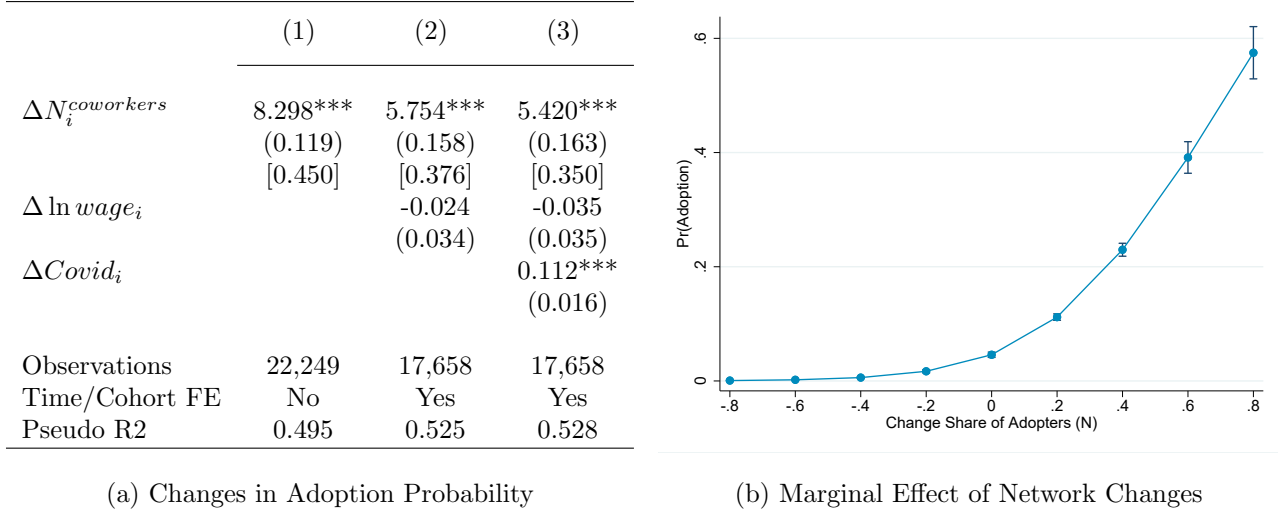 (1) (2) (3)
ΔN_i^{coworkers} 8.298*** 5.754*** 5.420***
(0.119) (0.158) (0.163)
[0.450] [0.376] [0.350]
Δ ln wage_i -0.024 -0.035
(0.034) (0.035)
ΔCovid_i 0.112***
(0.016)
Observations 22,249 17,658 17,658
Time/Cohort FE No Yes Yes
Pseudo R2 0.495 0.525 0.528
(a) Changes in Adoption Probability
Pr(Adoption)
.6
.4
.2
0
-.8 -.6 -.4 -.2 0 .2 .4 .6 .8
Change Share of Adopters (N)
(b) Marginal Effect of Network Changes